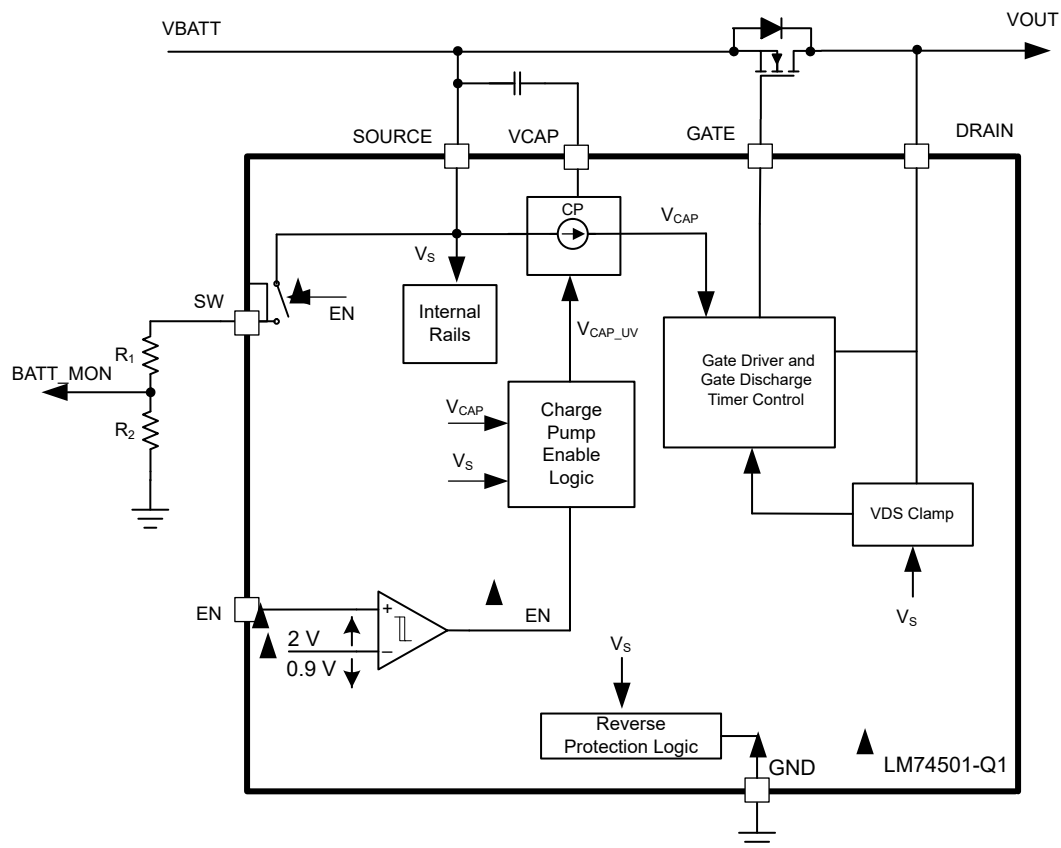 VBATT
VOUT
SOURCE
VCAP
GATE
DRAIN
CP
VCAP
VS
SW
EN
Internal
Rails
VCAP_UV
R1
BATT_MON
R2
Gate Driver and
Gate Discharge
Timer Control
VCAP
VS
Charge
Pump
Enable
Logic
VDS Clamp
VS
EN
+
−
2 V
0.9 V
EN
VS
Reverse
Protection Logic
GND
LM74501-Q1